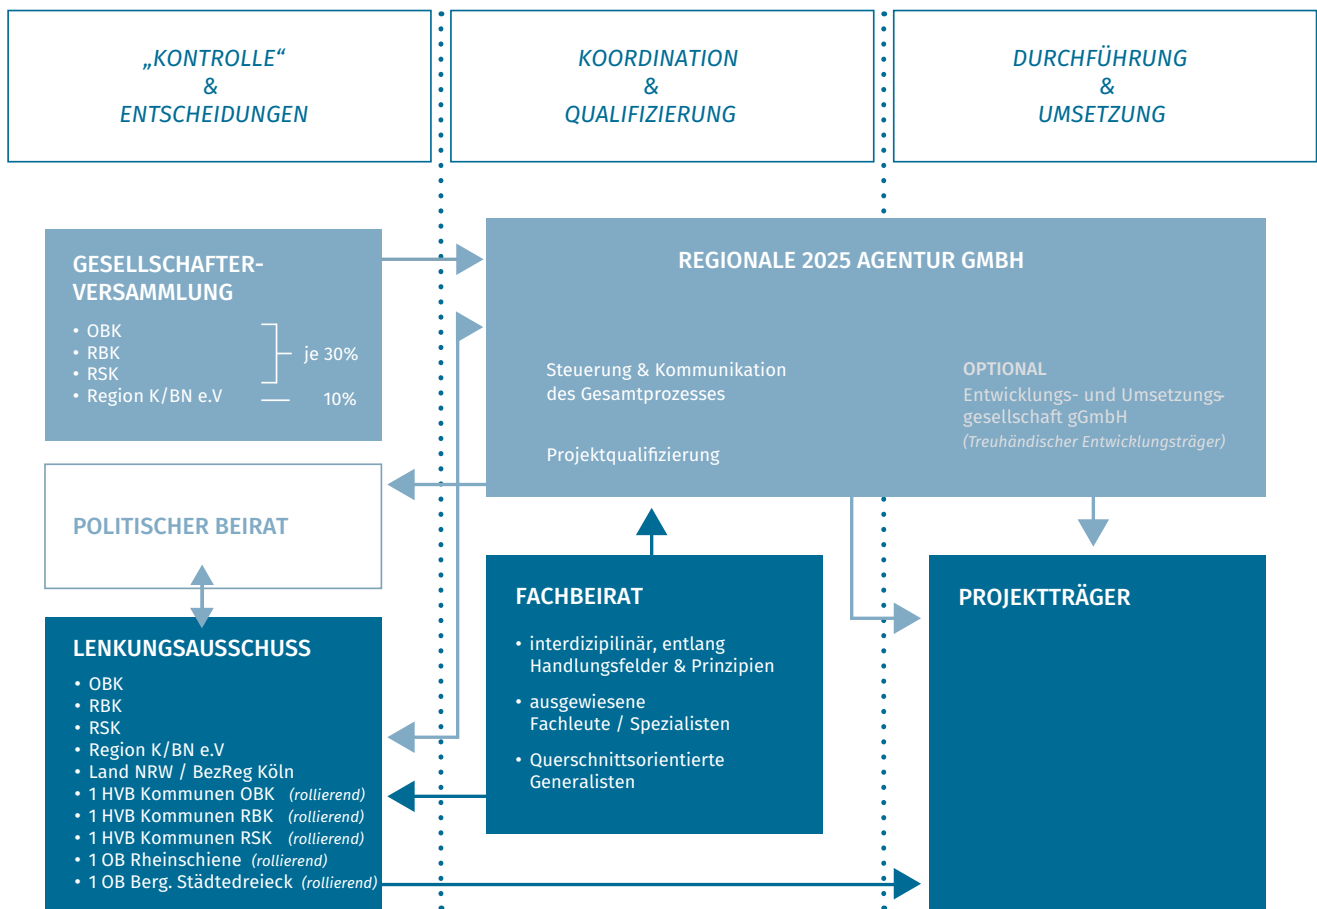 „KONTROLLE“
&
ENTSCHEIDUNGEN
KOORDINATION
&
QUALIFIZIERUNG
DURCHFÜHRUNG
&
UMSETZUNG
GESELLSCHAFTER-
VERSAMMLUNG
• OBK
• RBK
• RSK
• Region K/BN e.V
je 30%
10%
REGIONALE 2025 AGENTUR GMBH
Steuerung & Kommunikation
des Gesamtprozesses
Projektqualifizierung
OPTIONAL
Entwicklungs- und Umsetzungs-
gesellschaft gGmbH
(Treuhändischer Entwicklungsträger)
POLITISCHER BEIRAT
LENKUNGSAUSSCHUSS
• OBK
• RBK
• RSK
• Region K/BN e.V
• Land NRW / BezReg Köln
• 1 HVB Kommunen OBK (rollierend)
• 1 HVB Kommunen RBK (rollierend)
• 1 HVB Kommunen RSK (rollierend)
• 1 OB Rheinschiene (rollierend)
• 1 OB Berg. Städtedreieck (rollierend)
FACHBEIRAT
• interdizipilinär, entlang
Handlungsfelder & Prinzipien
• ausgewiesene
Fachleute / Spezialisten
• Querschnittsorientierte
Generalisten
PROJEKTTRÄGER